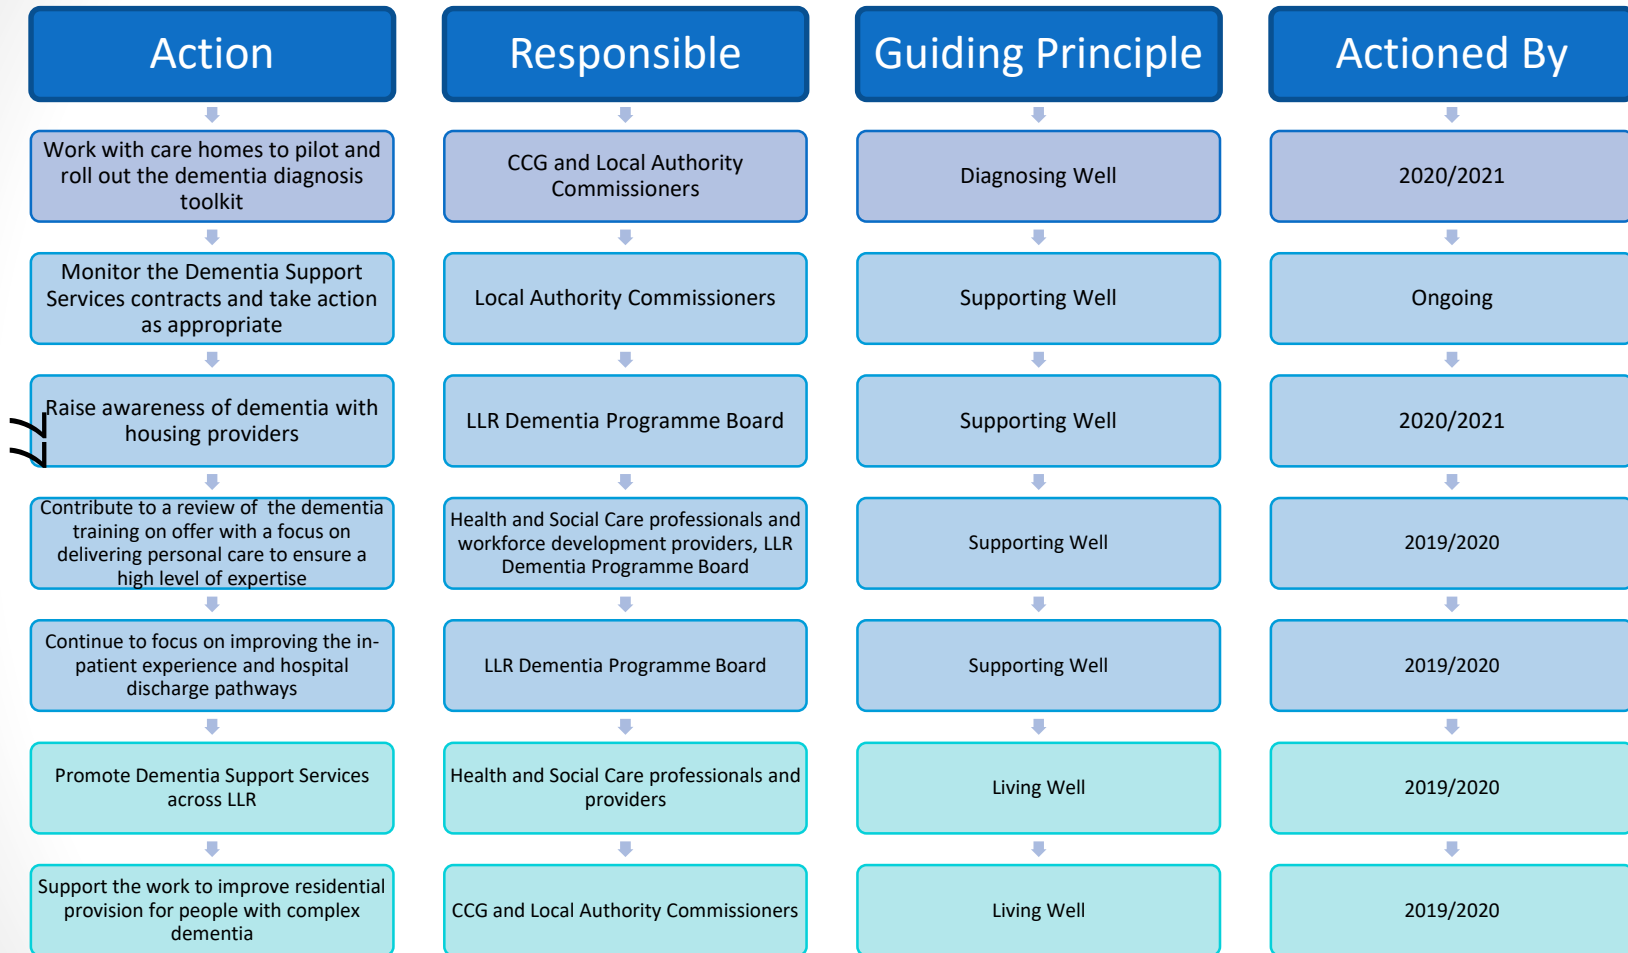 Action
Responsible
Guiding Principle
Actioned By
Work with care homes to pilot and
roll out the dementia diagnosis
toolkit
CCG and Local Authority
Commissioners
Diagnosing Well
2020/2021
Monitor the Dementia Support
Services contracts and take action
as appropriate
Local Authority Commissioners
Supporting Well
Ongoing
Raise awareness of dementia with
housing providers
LLR Dementia Programme Board
Supporting Well
2020/2021
Contribute to a review of  the dementia
training on offer with a focus on
delivering personal care to ensure a
high level of expertise
Health and Social Care professionals and
workforce development providers, LLR
Dementia Programme Board
Supporting Well
2019/2020
Continue to focus on improving the in-
patient experience and hospital
discharge pathways
LLR Dementia Programme Board
Supporting Well
2019/2020
Promote Dementia Support Services
across LLR
Health and Social Care professionals and
providers
Living Well
2019/2020
Support the work to improve residential
provision for people with complex
dementia
CCG and Local Authority Commissioners
Living Well
2019/2020